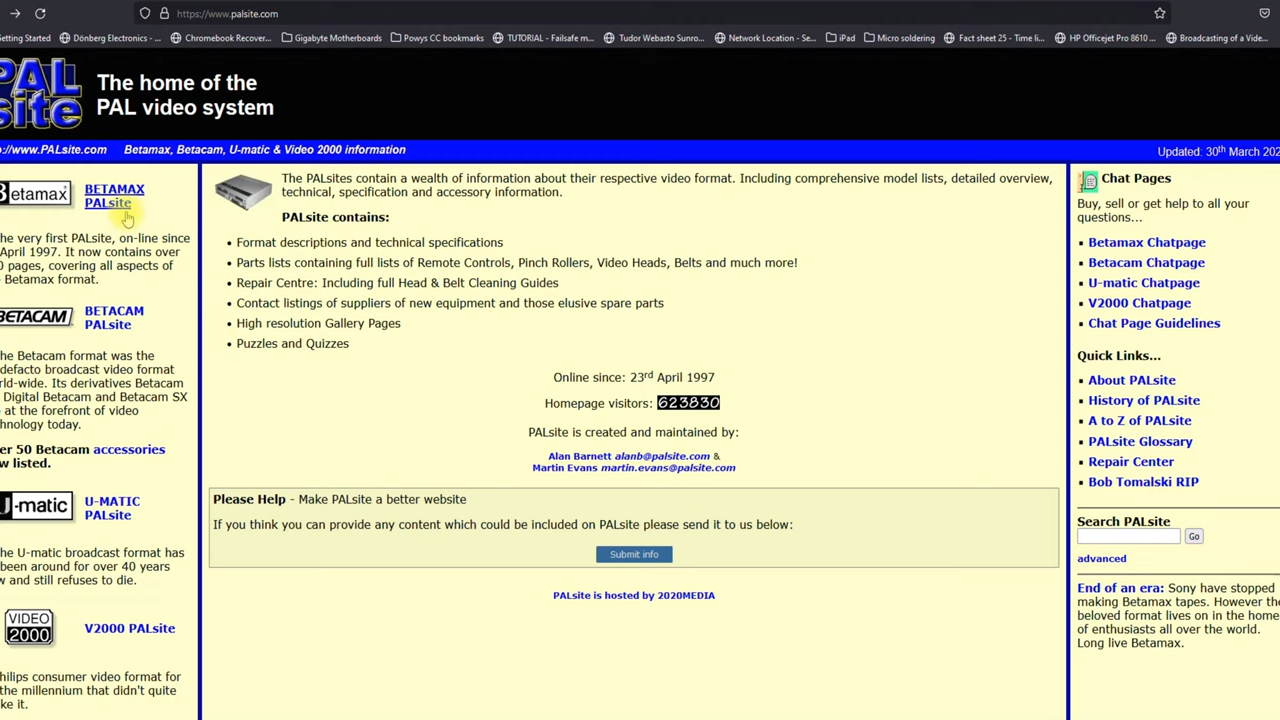 https://www.palsite.com
Getting Started
Dönberg Electronics - ...
Chromebook Recover...
Gigabyte Motherboards
Powys CC bookmarks
TUTORIAL - Failsafe m...
Tudor Webasto Sunro...
Network Location - Se...
iPad
Micro soldering
Fact sheet 25 - Time li...
HP Officejet Pro 8610 ...
Broadcasting of a Vide...
PAL
site
The home of the
PAL video system
p://www.PALsite.com
Betamax, Betacam, U-matic & Video 2000 information
Updated: 30th March 202
Betamax
BETAMAX
PALsite
he very first PALsite, on-line since
April 1997. It now contains over
0 pages, covering all aspects of
e Betamax format.
BETACAM
BETACAM
PALsite
he Betacam format was the
defacto broadcast video format
rld-wide. Its derivatives Betacam
Digital Betacam and Betacam SX
at the forefront of video
hnology today.
er 50 Betacam accessories
w listed.
U-matic
U-MATIC
PALsite
he U-matic broadcast format has
been around for over 40 years
w and still refuses to die.
VIDEO
2000
V2000 PALsite
hilips consumer video format for
the millennium that didn't quite
ke it.
The PALsites contain a wealth of information about their respective video format. Including comprehensive model lists, detailed overview,
technical, specification and accessory information.
PALsite contains:
• Format descriptions and technical specifications
• Parts lists containing full lists of Remote Controls, Pinch Rollers, Video Heads, Belts and much more!
• Repair Centre: Including full Head & Belt Cleaning Guides
• Contact listings of suppliers of new equipment and those elusive spare parts
• High resolution Gallery Pages
• Puzzles and Quizzes
Online since: 23rd April 1997
Homepage visitors: 623830
PALsite is created and maintained by:
Alan Barnett alanb@palsite.com &
Martin Evans martin.evans@palsite.com
Please Help - Make PALsite a better website
If you think you can provide any content which could be included on PALsite please send it to us below:
Submit info
PALsite is hosted by 2020MEDIA
Chat Pages
Buy, sell or get help to all your
questions...
▪ Betamax Chatpage
▪ Betacam Chatpage
▪ U-matic Chatpage
▪ V2000 Chatpage
▪ Chat Page Guidelines
Quick Links...
▪ About PALsite
▪ History of PALsite
▪ A to Z of PALsite
▪ PALsite Glossary
▪ Repair Center
▪ Bob Tomalski RIP
Search PALsite
Go
advanced
End of an era: Sony have stopped
making Betamax tapes. However the
beloved format lives on in the home
of enthusiasts all over the world.
Long live Betamax.